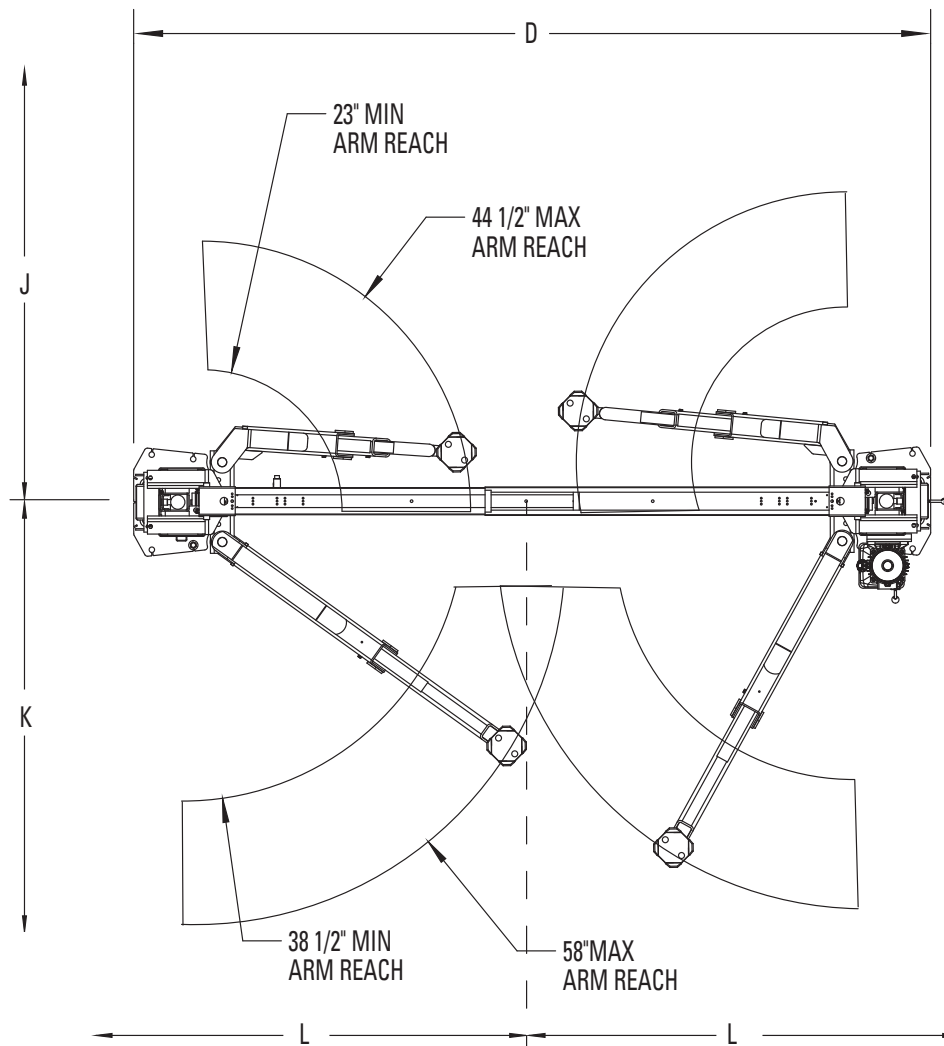 D
23" MIN
ARM REACH
44 1/2" MAX
ARM REACH
J
K
38 1/2" MIN
ARM REACH
58"MAX
ARM REACH
L
L